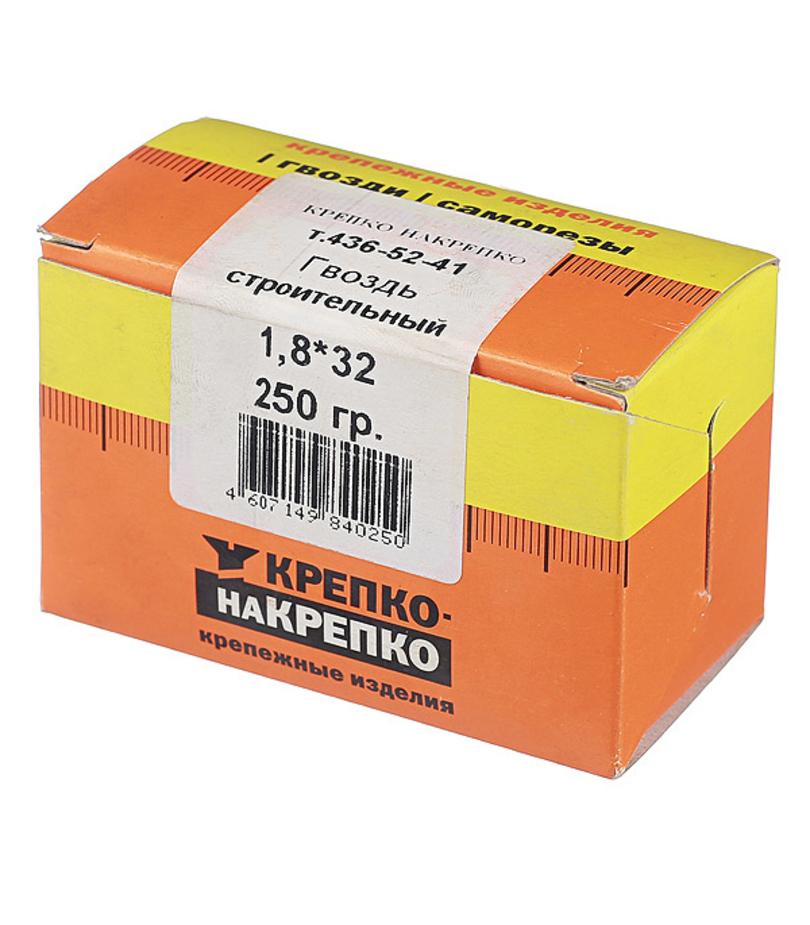 крепежные изделия
| гвозди | саморезы
КРЕПКО НАКРЕПКО
т.436-52-41
Гвоздь
строительный
1,8*32
250 гр.
4 607149 840250
КРЕПКО-
НАКРЕПКО
крепежные изделия